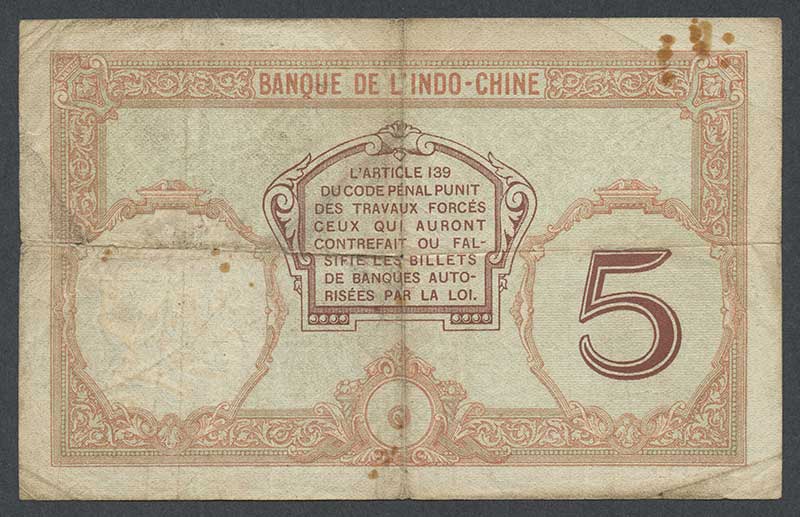 BANQUE DE L'INDO-CHINE
L'ARTICLE 139
DU CODE PÉNAL PUNIT
DES TRAVAUX FORCÉS
CEUX QUI AURONT
CONTREFAIT OU FAL-
SIFIÉ LES BILLETS
DE BANQUES AUTO-
RISÉES PAR LA LOI.
5